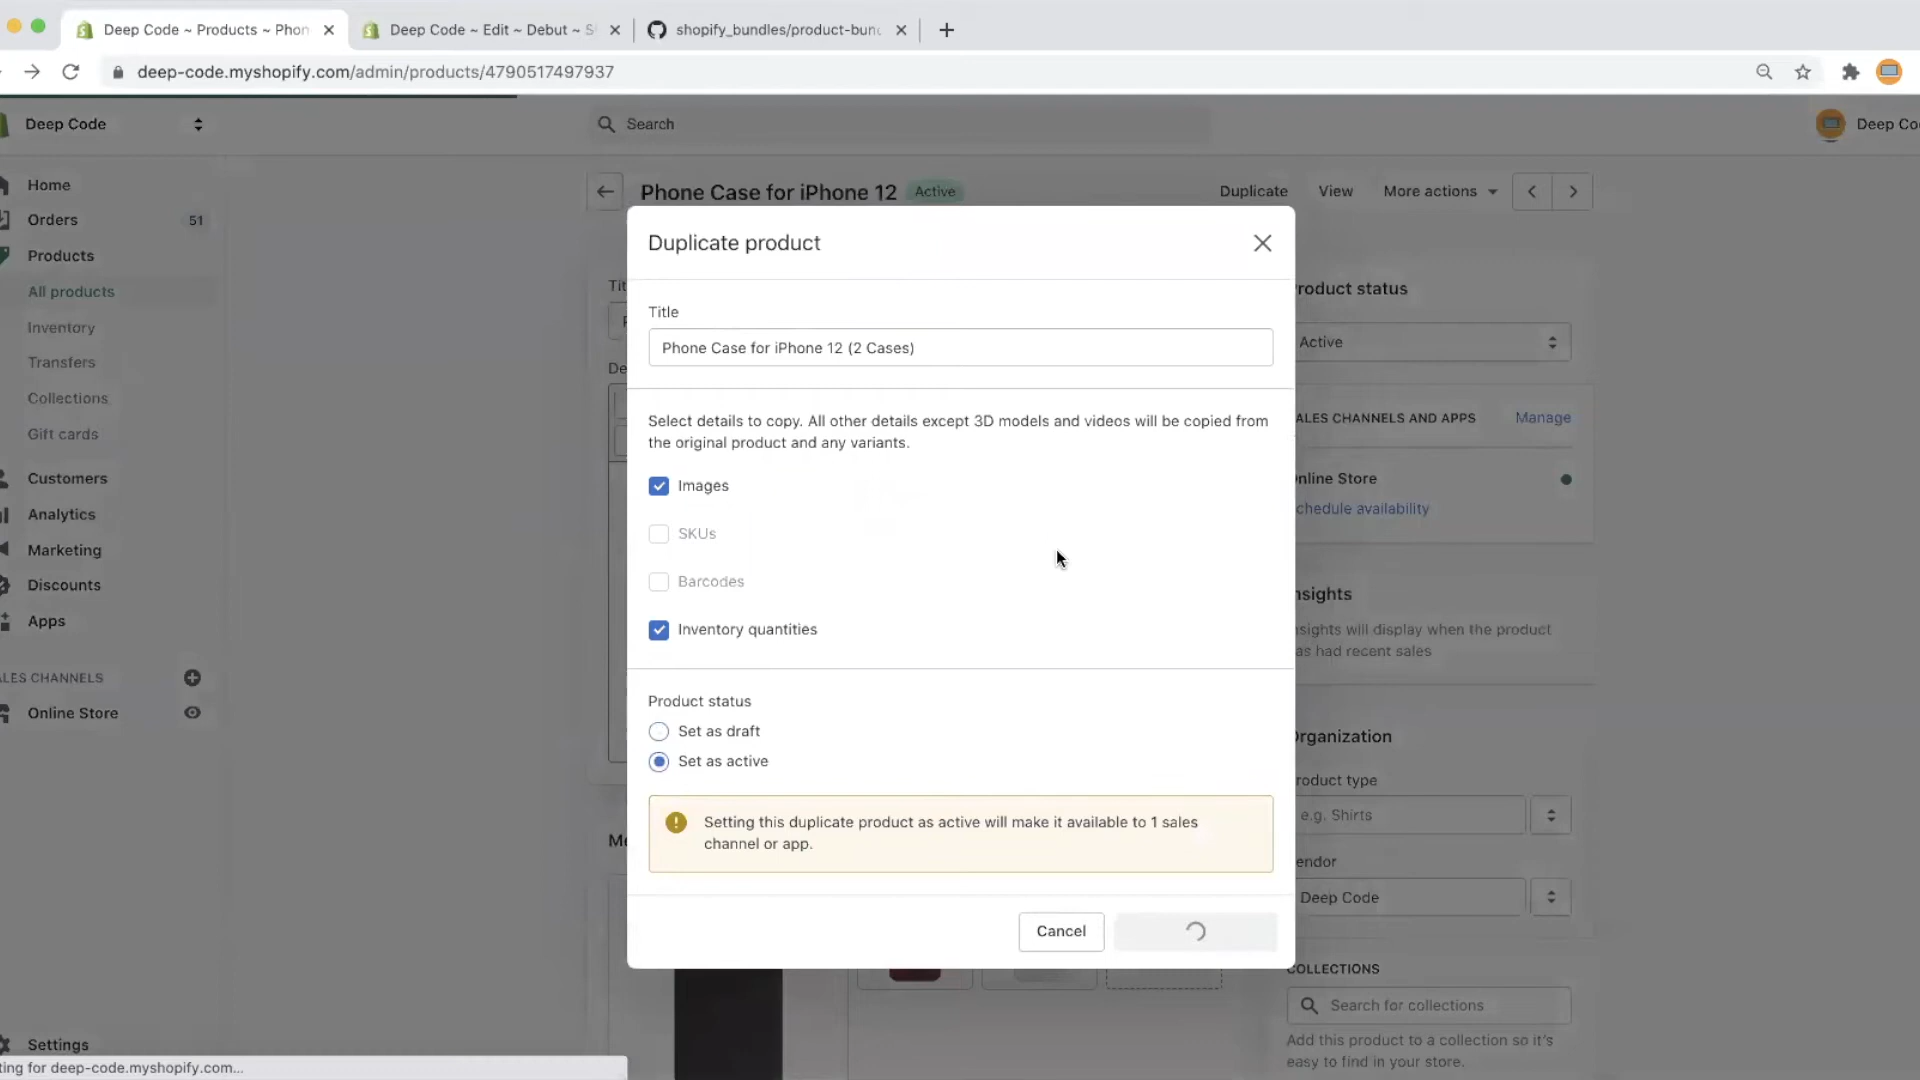 Deep Code ~ Products ~ Phon
Deep Code ~ Edit ~ Debut ~ S
shopify_bundles/product-bund
deep-code.myshopify.com/admin/products/4790517497937
Deep Code
Search
Deep Co
Home
Orders 51
Products
All products
Inventory
Transfers
Collections
Gift cards
Customers
Analytics
Marketing
Discounts
Apps
ALES CHANNELS
Online Store
Settings
ting for deep-code.myshopify.com...
Phone Case for iPhone 12 Active
Duplicate View More actions
Tit
De
Me
Duplicate product
Title
Phone Case for iPhone 12 (2 Cases)
Select details to copy. All other details except 3D models and videos will be copied from
the original product and any variants.
Images
SKUs
Barcodes
Inventory quantities
Product status
Set as draft
Set as active
Setting this duplicate product as active will make it available to 1 sales
channel or app.
Cancel
roduct status
Active
ALES CHANNELS AND APPS Manage
nline Store
chedule availability
nsights
nsights will display when the product
as had recent sales
Organization
roduct type
e.g. Shirts
endor
Deep Code
COLLECTIONS
Search for collections
Add this product to a collection so it's
easy to find in your store.